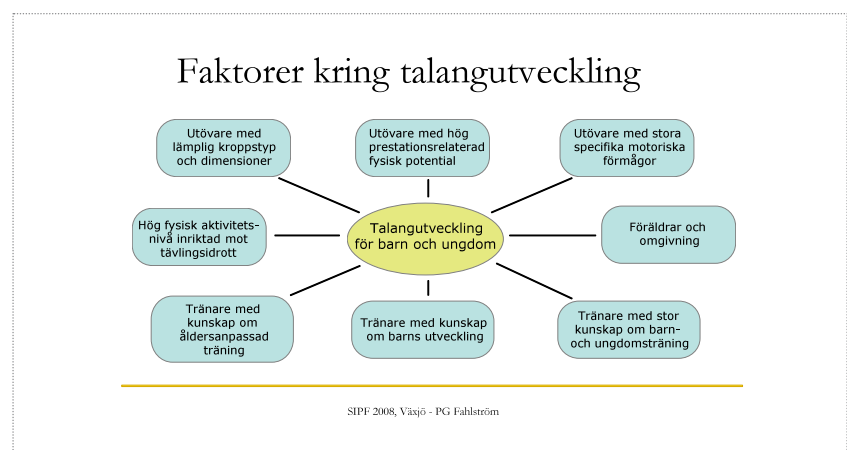 Faktorer kring talangutveckling
Utövare med
lämplig kroppstyp
och dimensioner
Utövare med hög
prestationsrelaterad
fysisk potential
Utövare med stora
specifika motoriska
förmågor
Hög fysisk aktivitets-
nivå inriktad mot
tävlingsidrott
Talangutveckling
för barn och ungdom
Föräldrar och
omgivning
Tränare med
kunskap om
åldersanpassad
träning
Tränare med kunskap
om barns utveckling
Tränare med stor
kunskap om barn-
och ungdomsträning
SIPF 2008, Växjö - PG Fahlström